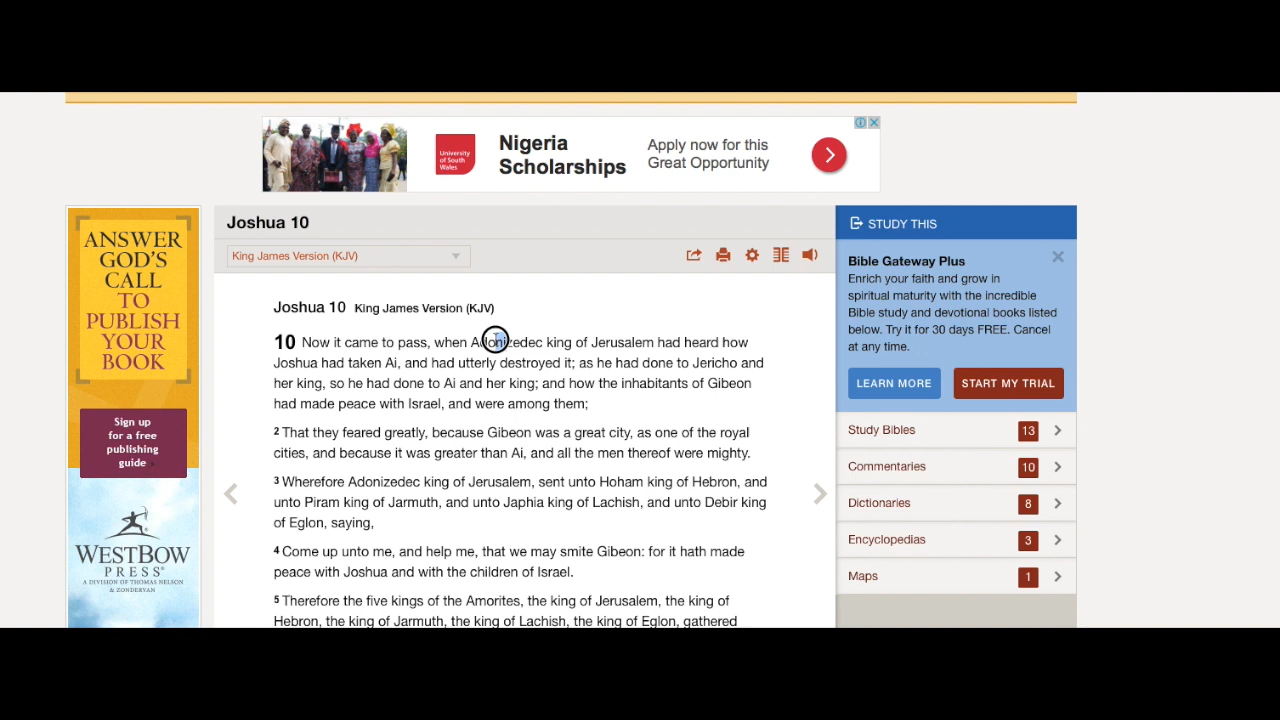 Nigeria
Scholarships
Apply now for this
Great Opportunity
University
of South
Wales
ANSWER
GOD'S
CALL
TO
PUBLISH
YOUR
BOOK
Sign up
for a free
publishing
guide
WESTBOW
PRESS®
A DIVISION OF THOMAS NELSON
& ZONDERVAN
Joshua 10
King James Version (KJV)
Joshua 10 King James Version (KJV)
10 Now it came to pass, when Adonizedec king of Jerusalem had heard how
Joshua had taken Ai, and had utterly destroyed it; as he had done to Jericho and
her king, so he had done to Ai and her king; and how the inhabitants of Gibeon
had made peace with Israel, and were among them;
2 That they feared greatly, because Gibeon was a great city, as one of the royal
cities, and because it was greater than Ai, and all the men thereof were mighty.
3 Wherefore Adonizedec king of Jerusalem, sent unto Hoham king of Hebron, and
unto Piram king of Jarmuth, and unto Japhia king of Lachish, and unto Debir king
of Eglon, saying,
4 Come up unto me, and help me, that we may smite Gibeon: for it hath made
peace with Joshua and with the children of Israel.
5 Therefore the five kings of the Amorites, the king of Jerusalem, the king of
Hebron, the king of Jarmuth, the king of Lachish, the king of Eglon, gathered
STUDY THIS
Bible Gateway Plus
Enrich your faith and grow in
spiritual maturity with the incredible
Bible study and devotional books listed
below. Try it for 30 days FREE. Cancel
at any time.
LEARN MORE START MY TRIAL
Study Bibles 13
Commentaries 10
Dictionaries 8
Encyclopedias 3
Maps 1